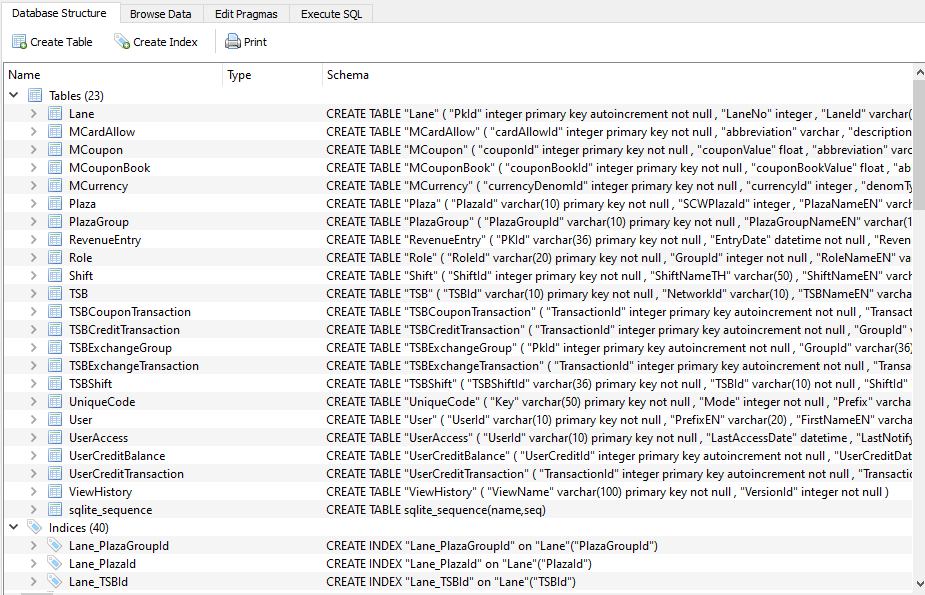 Database Structure Browse Data Edit Pragmas Execute SQL
Create Table Create Index Print
Name Type Schema
Tables (23)
Lane CREATE TABLE "Lane" ( "PkId" integer primary key autoincrement not null , "LaneNo" integer , "LaneId" varchar(
MCardAllow CREATE TABLE "MCardAllow" ( "cardAllowId" integer primary key not null , "abbreviation" varchar , "description
MCoupon CREATE TABLE "MCoupon" ( "couponId" integer primary key not null , "couponValue" float , "abbreviation" varc
MCouponBook CREATE TABLE "MCouponBook" ( "couponBookId" integer primary key not null , "couponBookValue" float , "ab
MCurrency CREATE TABLE "MCurrency" ( "currencyDenomId" integer primary key not null , "currencyId" integer , "denomTy
Plaza CREATE TABLE "Plaza" ( "PlazaId" varchar(10) primary key not null , "SCWPlazaId" integer , "PlazaNameEN" varch
PlazaGroup CREATE TABLE "PlazaGroup" ( "PlazaGroupId" varchar(10) primary key not null , "PlazaGroupNameEN" varchar(1
RevenueEntry CREATE TABLE "RevenueEntry" ( "PKId" varchar(36) primary key not null , "EntryDate" datetime not null , "Reven
Role CREATE TABLE "Role" ( "RoleId" varchar(20) primary key not null , "GroupId" integer not null , "RoleNameEN" var
Shift CREATE TABLE "Shift" ( "ShiftId" integer primary key not null , "ShiftNameTH" varchar(50) , "ShiftNameEN" varch
TSB CREATE TABLE "TSB" ( "TSBId" varchar(10) primary key not null , "NetworkId" varchar(10) , "TSBNameEN" varcha
TSBCouponTransaction CREATE TABLE "TSBCouponTransaction" ( "TransactionId" integer primary key autoincrement not null , "Transact
TSBCreditTransaction CREATE TABLE "TSBCreditTransaction" ( "TransactionId" integer primary key autoincrement not null , "GroupId" v
TSBExchangeGroup CREATE TABLE "TSBExchangeGroup" ( "PkId" integer primary key autoincrement not null , "GroupId" varchar(36)
TSBExchangeTransaction CREATE TABLE "TSBExchangeTransaction" ( "TransactionId" integer primary key autoincrement not null , "Transa
TSBShift CREATE TABLE "TSBShift" ( "TSBShiftId" varchar(36) primary key not null , "TSBId" varchar(10) not null , "ShiftId"
UniqueCode CREATE TABLE "UniqueCode" ( "Key" varchar(50) primary key not null , "Mode" integer not null , "Prefix" varcha
User CREATE TABLE "User" ( "UserId" varchar(10) primary key not null , "PrefixEN" varchar(20) , "FirstNameEN" varcha
UserAccess CREATE TABLE "UserAccess" ( "UserId" varchar(10) primary key not null , "LastAccessDate" datetime , "LastNotify
UserCreditBalance CREATE TABLE "UserCreditBalance" ( "UserCreditId" integer primary key autoincrement not null , "UserCreditDat
UserCreditTransaction CREATE TABLE "UserCreditTransaction" ( "TransactionId" integer primary key autoincrement not null , "Transactio
ViewHistory CREATE TABLE "ViewHistory" ( "ViewName" varchar(100) primary key not null , "VersionId" integer not null )
sqlite_sequence CREATE TABLE sqlite_sequence(name,seq)
Indices (40)
Lane_PlazaGroupId CREATE INDEX "Lane_PlazaGroupId" on "Lane"("PlazaGroupId")
Lane_PlazaId CREATE INDEX "Lane_PlazaId" on "Lane"("PlazaId")
Lane_TSBId CREATE INDEX "Lane_TSBId" on "Lane"("TSBId")